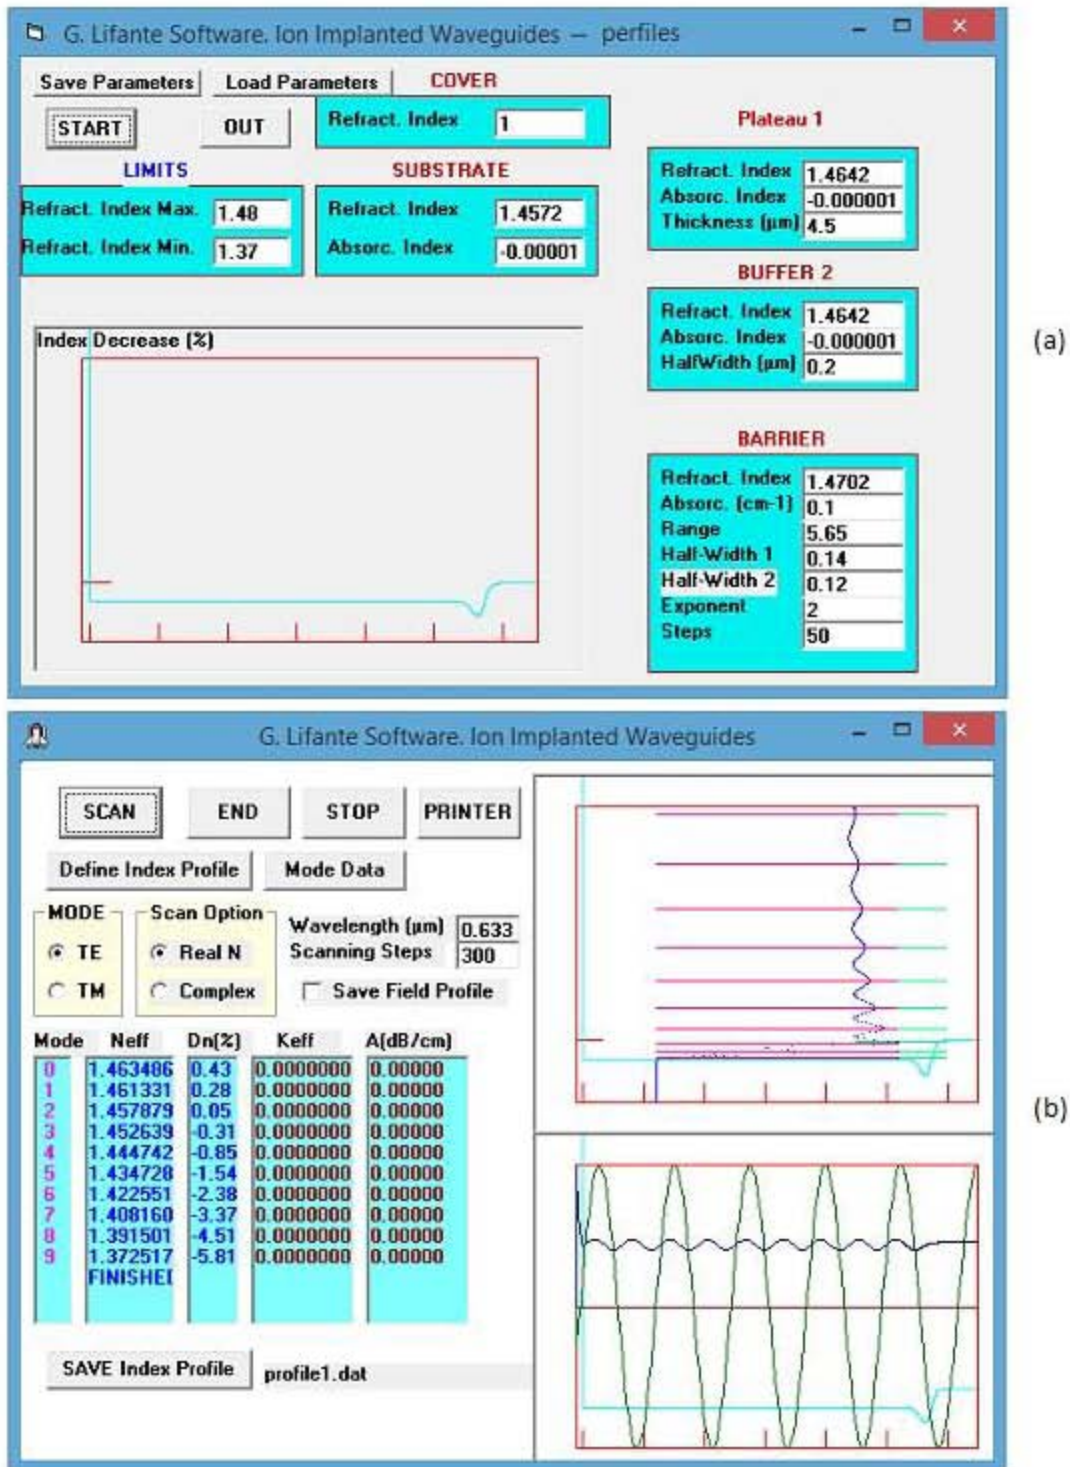 G. Lifante Software. Ion Implanted Waveguides – perfiles
Save Parameters Load Parameters COVER
START OUT Refract. Index 1
Plateau 1
LIMITS SUBSTRATE
Refract. Index 1.4642
Absorc. Index -0.000001
Thickness (µm) 4.5
Refract. Index Max. 1.48 Refract. Index 1.4572
Refract. Index Min. 1.37 Absorc. Index -0.00001
BUFFER 2
Refract. Index 1.4642
Absorc. Index -0.000001
HalfWidth (µm) 0.2
Index Decrease (%)
(a)
BARRIER
Refract. Index 1.4702
Absorc. (cm-1) 0.1
Range 5.65
Half-Width 1 0.14
Half-Width 2 0.12
Exponent 2
Steps 50
G. Lifante Software. Ion Implanted Waveguides
SCAN END STOP PRINTER
Define Index Profile Mode Data
MODE Scan Option Wavelength (µm) 0.633
TE Real N Scanning Steps 300
TM Complex Save Field Profile
Mode Neff Dn(%) Keff A(dB/cm)
0 1.463486 0.43 0.0000000 0.00000
1 1.461331 0.28 0.0000000 0.00000
2 1.457879 0.05 0.0000000 0.00000
3 1.452639 -0.31 0.0000000 0.00000
4 1.444742 -0.85 0.0000000 0.00000
5 1.434728 -1.54 0.0000000 0.00000
6 1.422551 -2.38 0.0000000 0.00000
7 1.408160 -3.37 0.0000000 0.00000
8 1.391501 -4.51 0.0000000 0.00000
9 1.372517 -5.81 0.0000000 0.00000
FINISHED
(b)
SAVE Index Profile profile1.dat